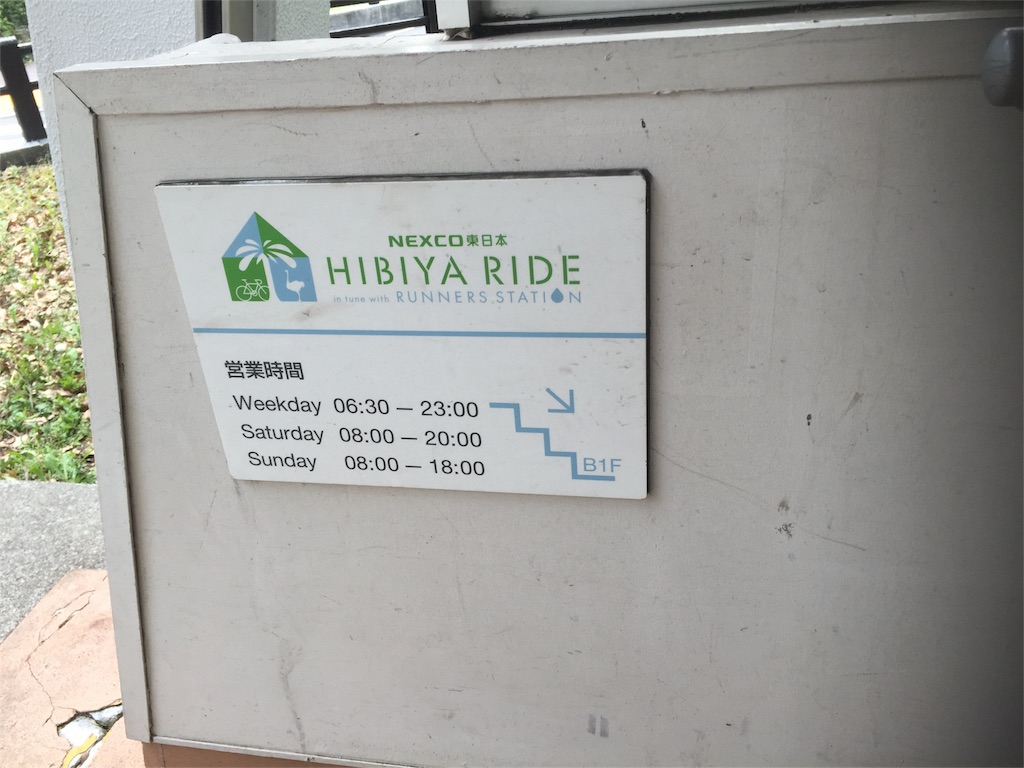 NEXCO東日本
HIBIYA RIDE
in tune with RUNNERS STATION
営業時間
Weekday 06:30 – 23:00
Saturday 08:00 – 20:00
Sunday 08:00 – 18:00
B1F